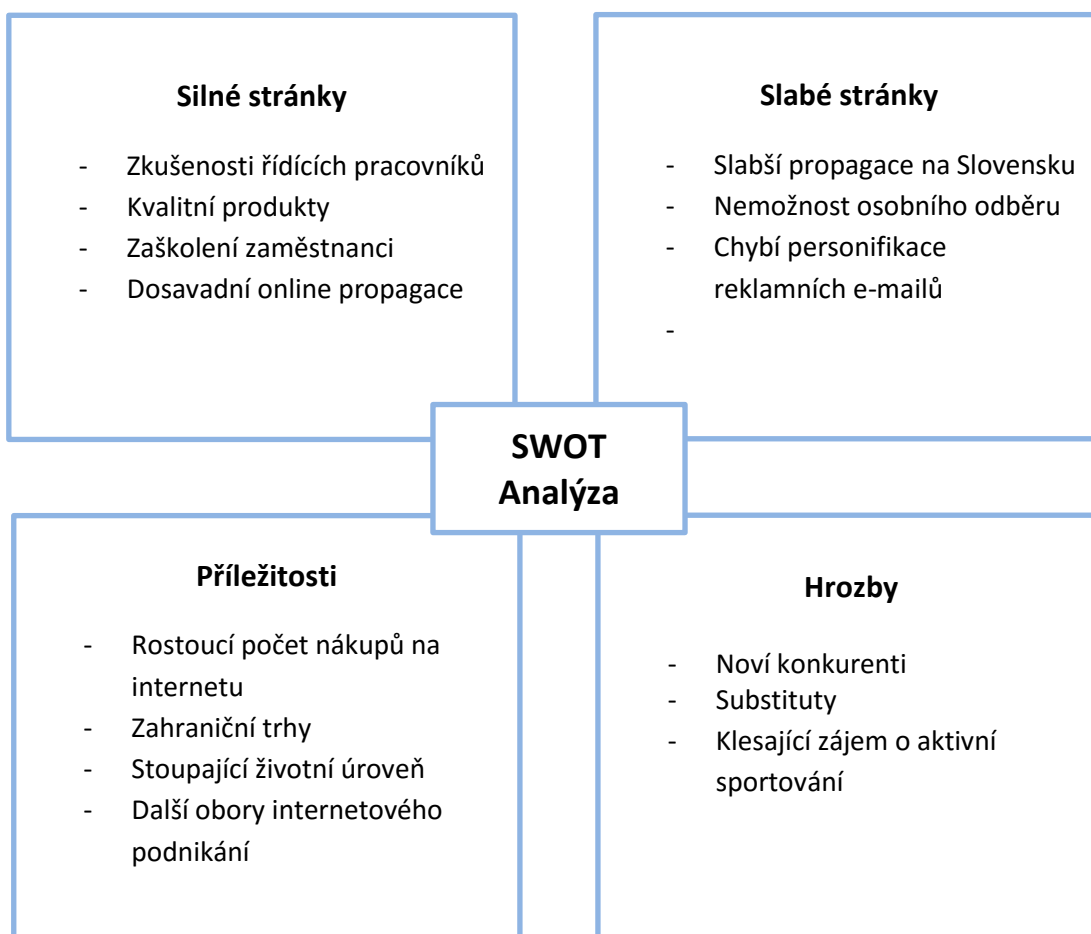 Silné stránky
- Zkušenosti řídících pracovníků
- Kvalitní produkty
- Zaškolení zaměstnanci
- Dosavadní online propagace
Slabé stránky
- Slabší propagace na Slovensku
- Nemožnost osobního odběru
- Chybí personifikace
reklamních e-mailů
-
SWOT
Analýza
Příležitosti
- Rostoucí počet nákupů na
internetu
- Zahraniční trhy
- Stoupající životní úroveň
- Další obory internetového
podnikání
Hrozby
- Noví konkurenti
- Substituty
- Klesající zájem o aktivní
sportování